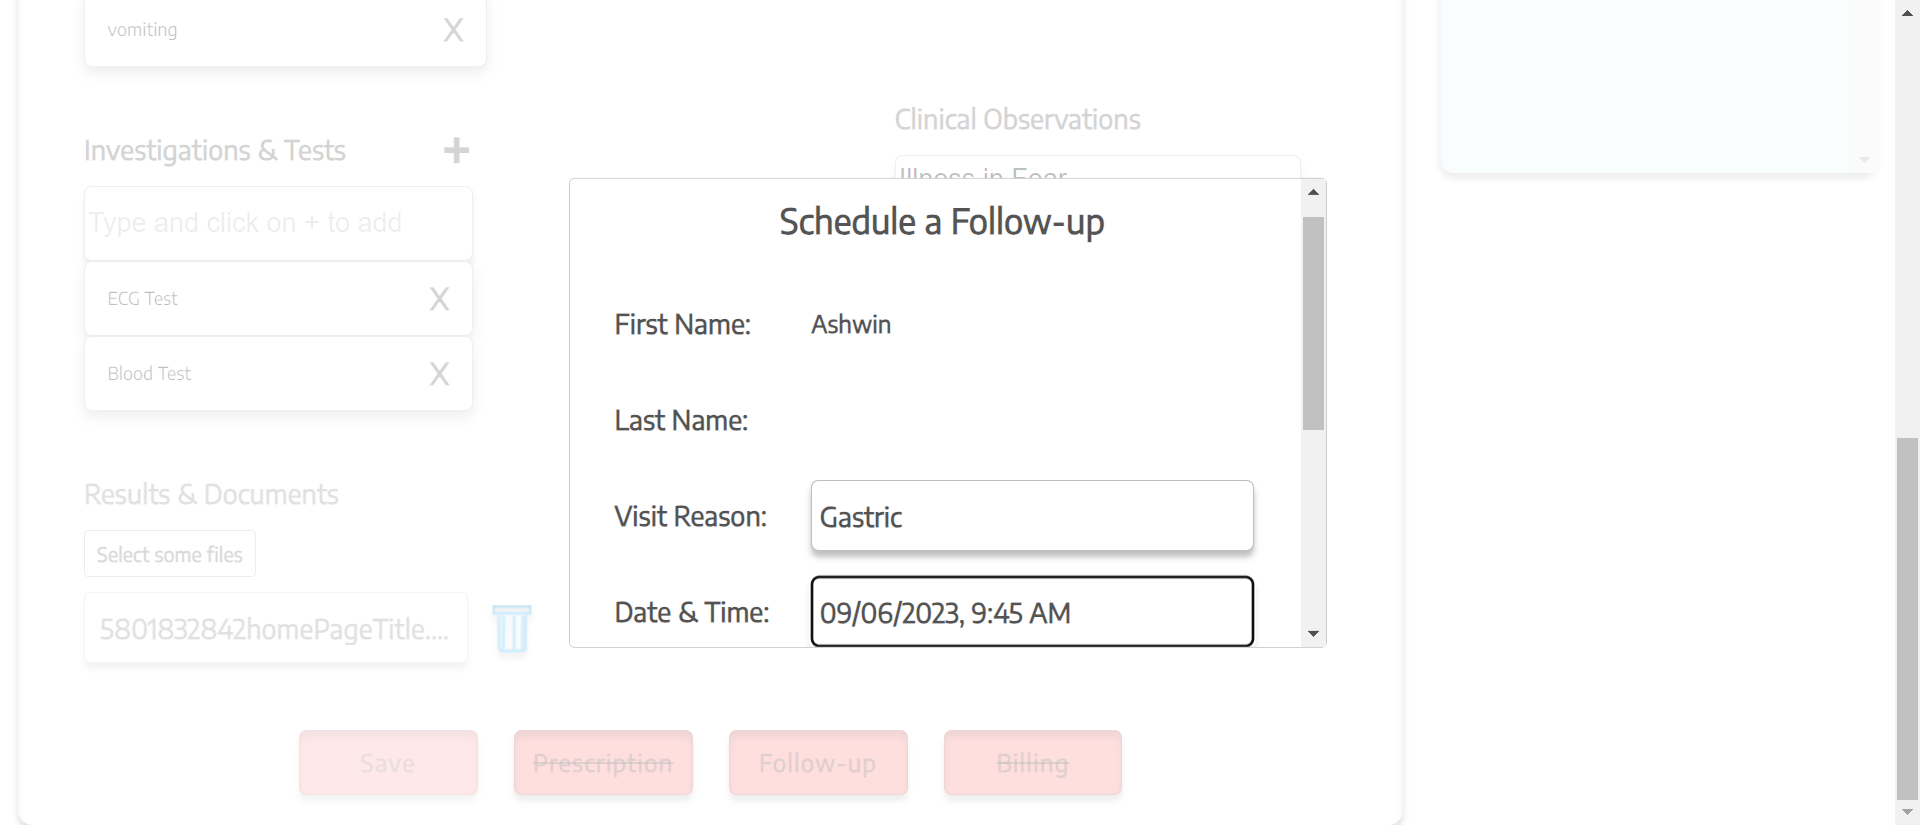 vomiting
X
Clinical Observations
Illness in Fear
Investigations & Tests
+
Type and click on + to add
ECG Test
X
Blood Test
X
Results & Documents
Select some files
5801832842homePageTitle....
Schedule a Follow-up
First Name:
Ashwin
Last Name:
Visit Reason:
Gastric
Date & Time:
09/06/2023, 9:45 AM
Save
Prescription
Follow-up
Billing